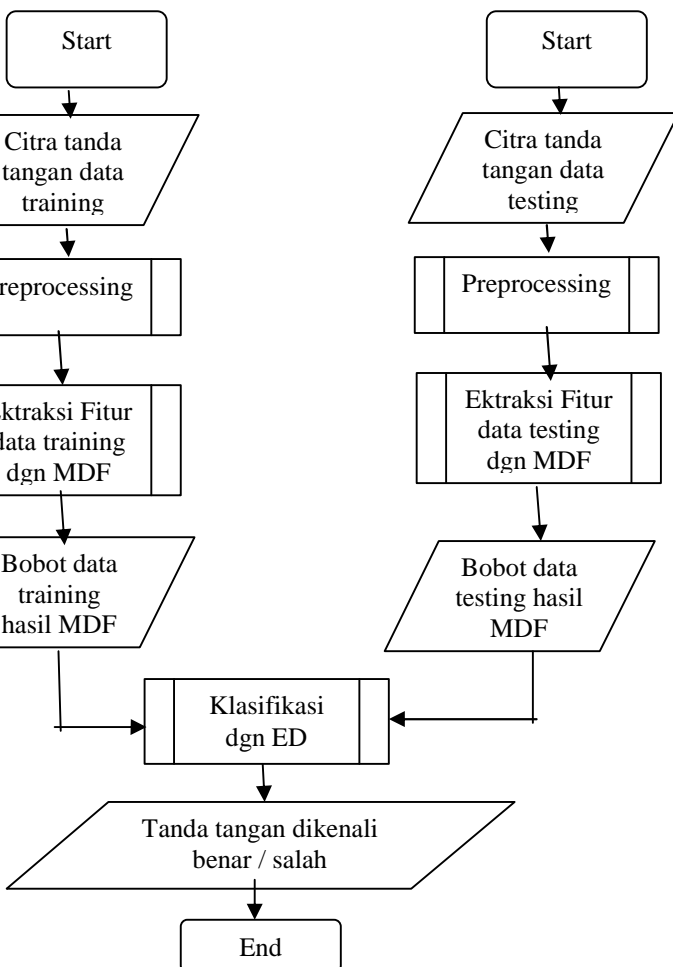 Start
Citra tanda
tangan data
training
reprocessing
ktraksi Fitur
data training
dgn MDF
Bobot data
training
hasil MDF
Start
Citra tanda
tangan data
testing
Preprocessing
Ektraksi Fitur
data testing
dgn MDF
Bobot data
testing hasil
MDF
Klasifikasi
dgn ED
Tanda tangan dikenali
benar / salah
End